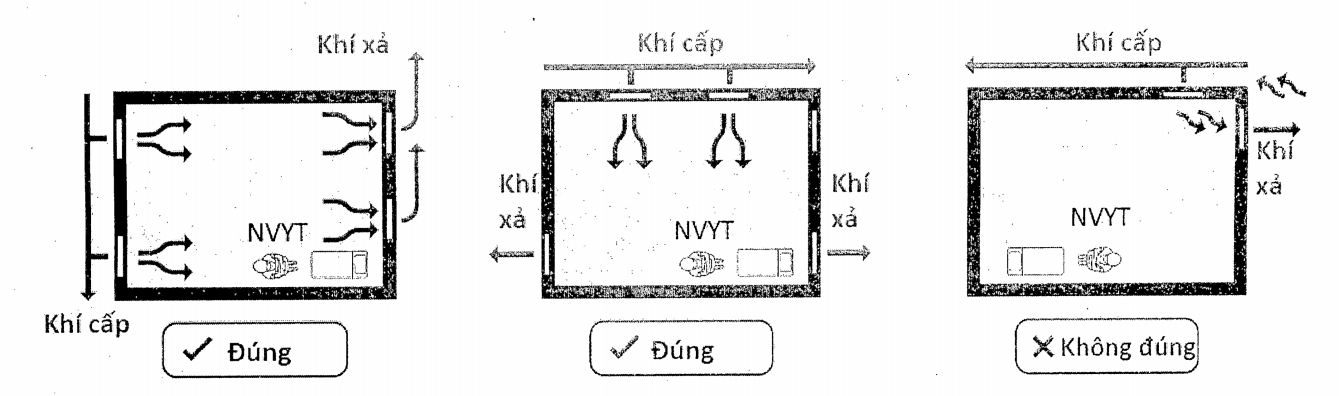 Khí xả
NVYT
Khí cấp
✓ Đúng
Khí cấp
Khí
xả
Khí
xả
NVYT
✓ Đúng
Khí cấp
Khí
xả
NVYT
✕ Không đúng